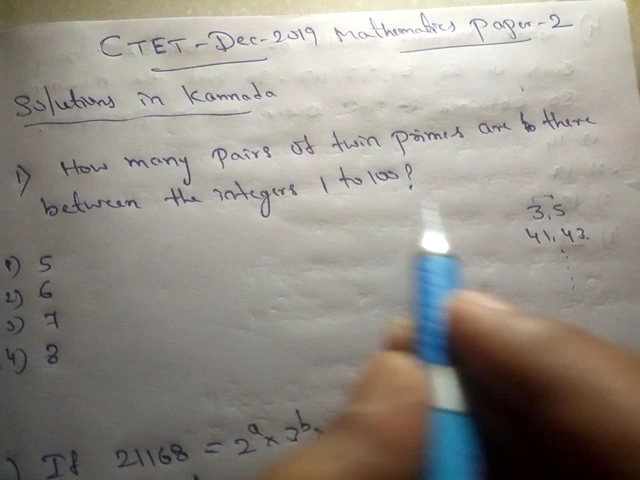 CTET-Dec-2019 Mathematics Paper-2
Solutions in Kannada
1) How many pairs of twin primes are there
between the integers 1 to 100?
3,5
41,43.
1) 5
2) 6
3) 7
4) 8
) If 21168 = 2ᵃ × 3ᵇ